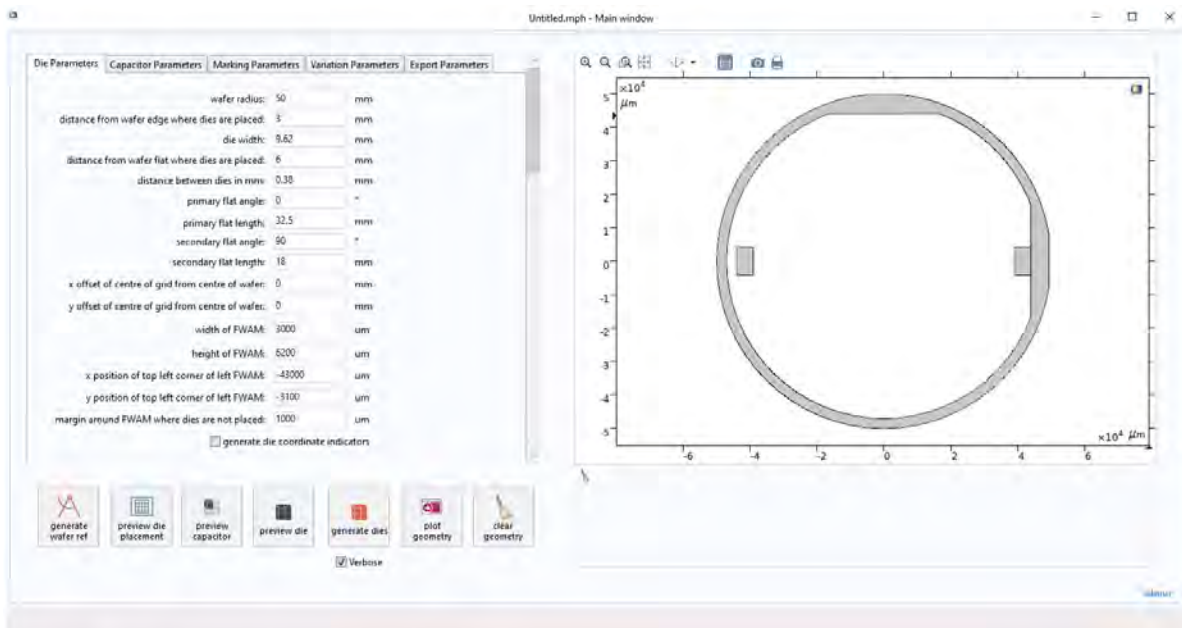 Untitled.mph - Main window
Die Parameters Capacitor Parameters Marking Parameters Variation Parameters Export Parameters
wafer radius: 50 mm
distance from wafer edge where dies are placed: 3 mm
die width: 9.62 mm
distance from wafer flat where dies are placed: 6 mm
distance between dies in mm: 0.38 mm
primary flat angle: 0 °
primary flat length: 32.5 mm
secondary flat angle: 90 °
secondary flat length: 18 mm
x offset of centre of grid from centre of wafer: 0 mm
y offset of centre of grid from centre of wafer: 0 mm
width of FWAM: 3000 um
height of FWAM: 6200 um
x position of top left corner of left FWAM: -43000 um
y position of top left corner of left FWAM: -3100 um
margin around FWAM where dies are not placed: 1000 um
generate die coordinate indicators
generate wafer ref
preview die placement
preview capacitor
preview die
generate dies
plot geometry
clear geometry
Verbose
×10⁴
μm
5
4
3
2
1
0
-1
-2
-3
-4
-5
-6 -4 -2 0 2 4 6
×10⁴ μm